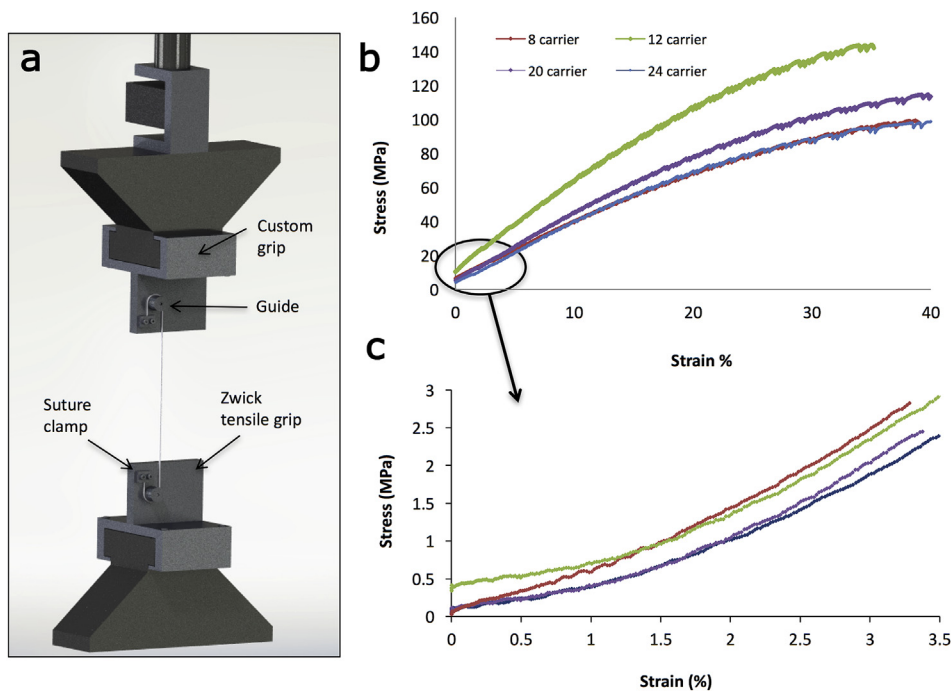 a
Custom
grip
Guide
Suture
clamp
Zwick
tensile grip
b
160
140
120
100
80
60
40
20
0
Stress (MPa)
8 carrier
12 carrier
20 carrier
24 carrier
0 10 20 30 40
Strain %
c
3
2.5
2
1.5
1
0.5
0
Stress (MPa)
0 0.5 1 1.5 2 2.5 3 3.5
Strain (%)